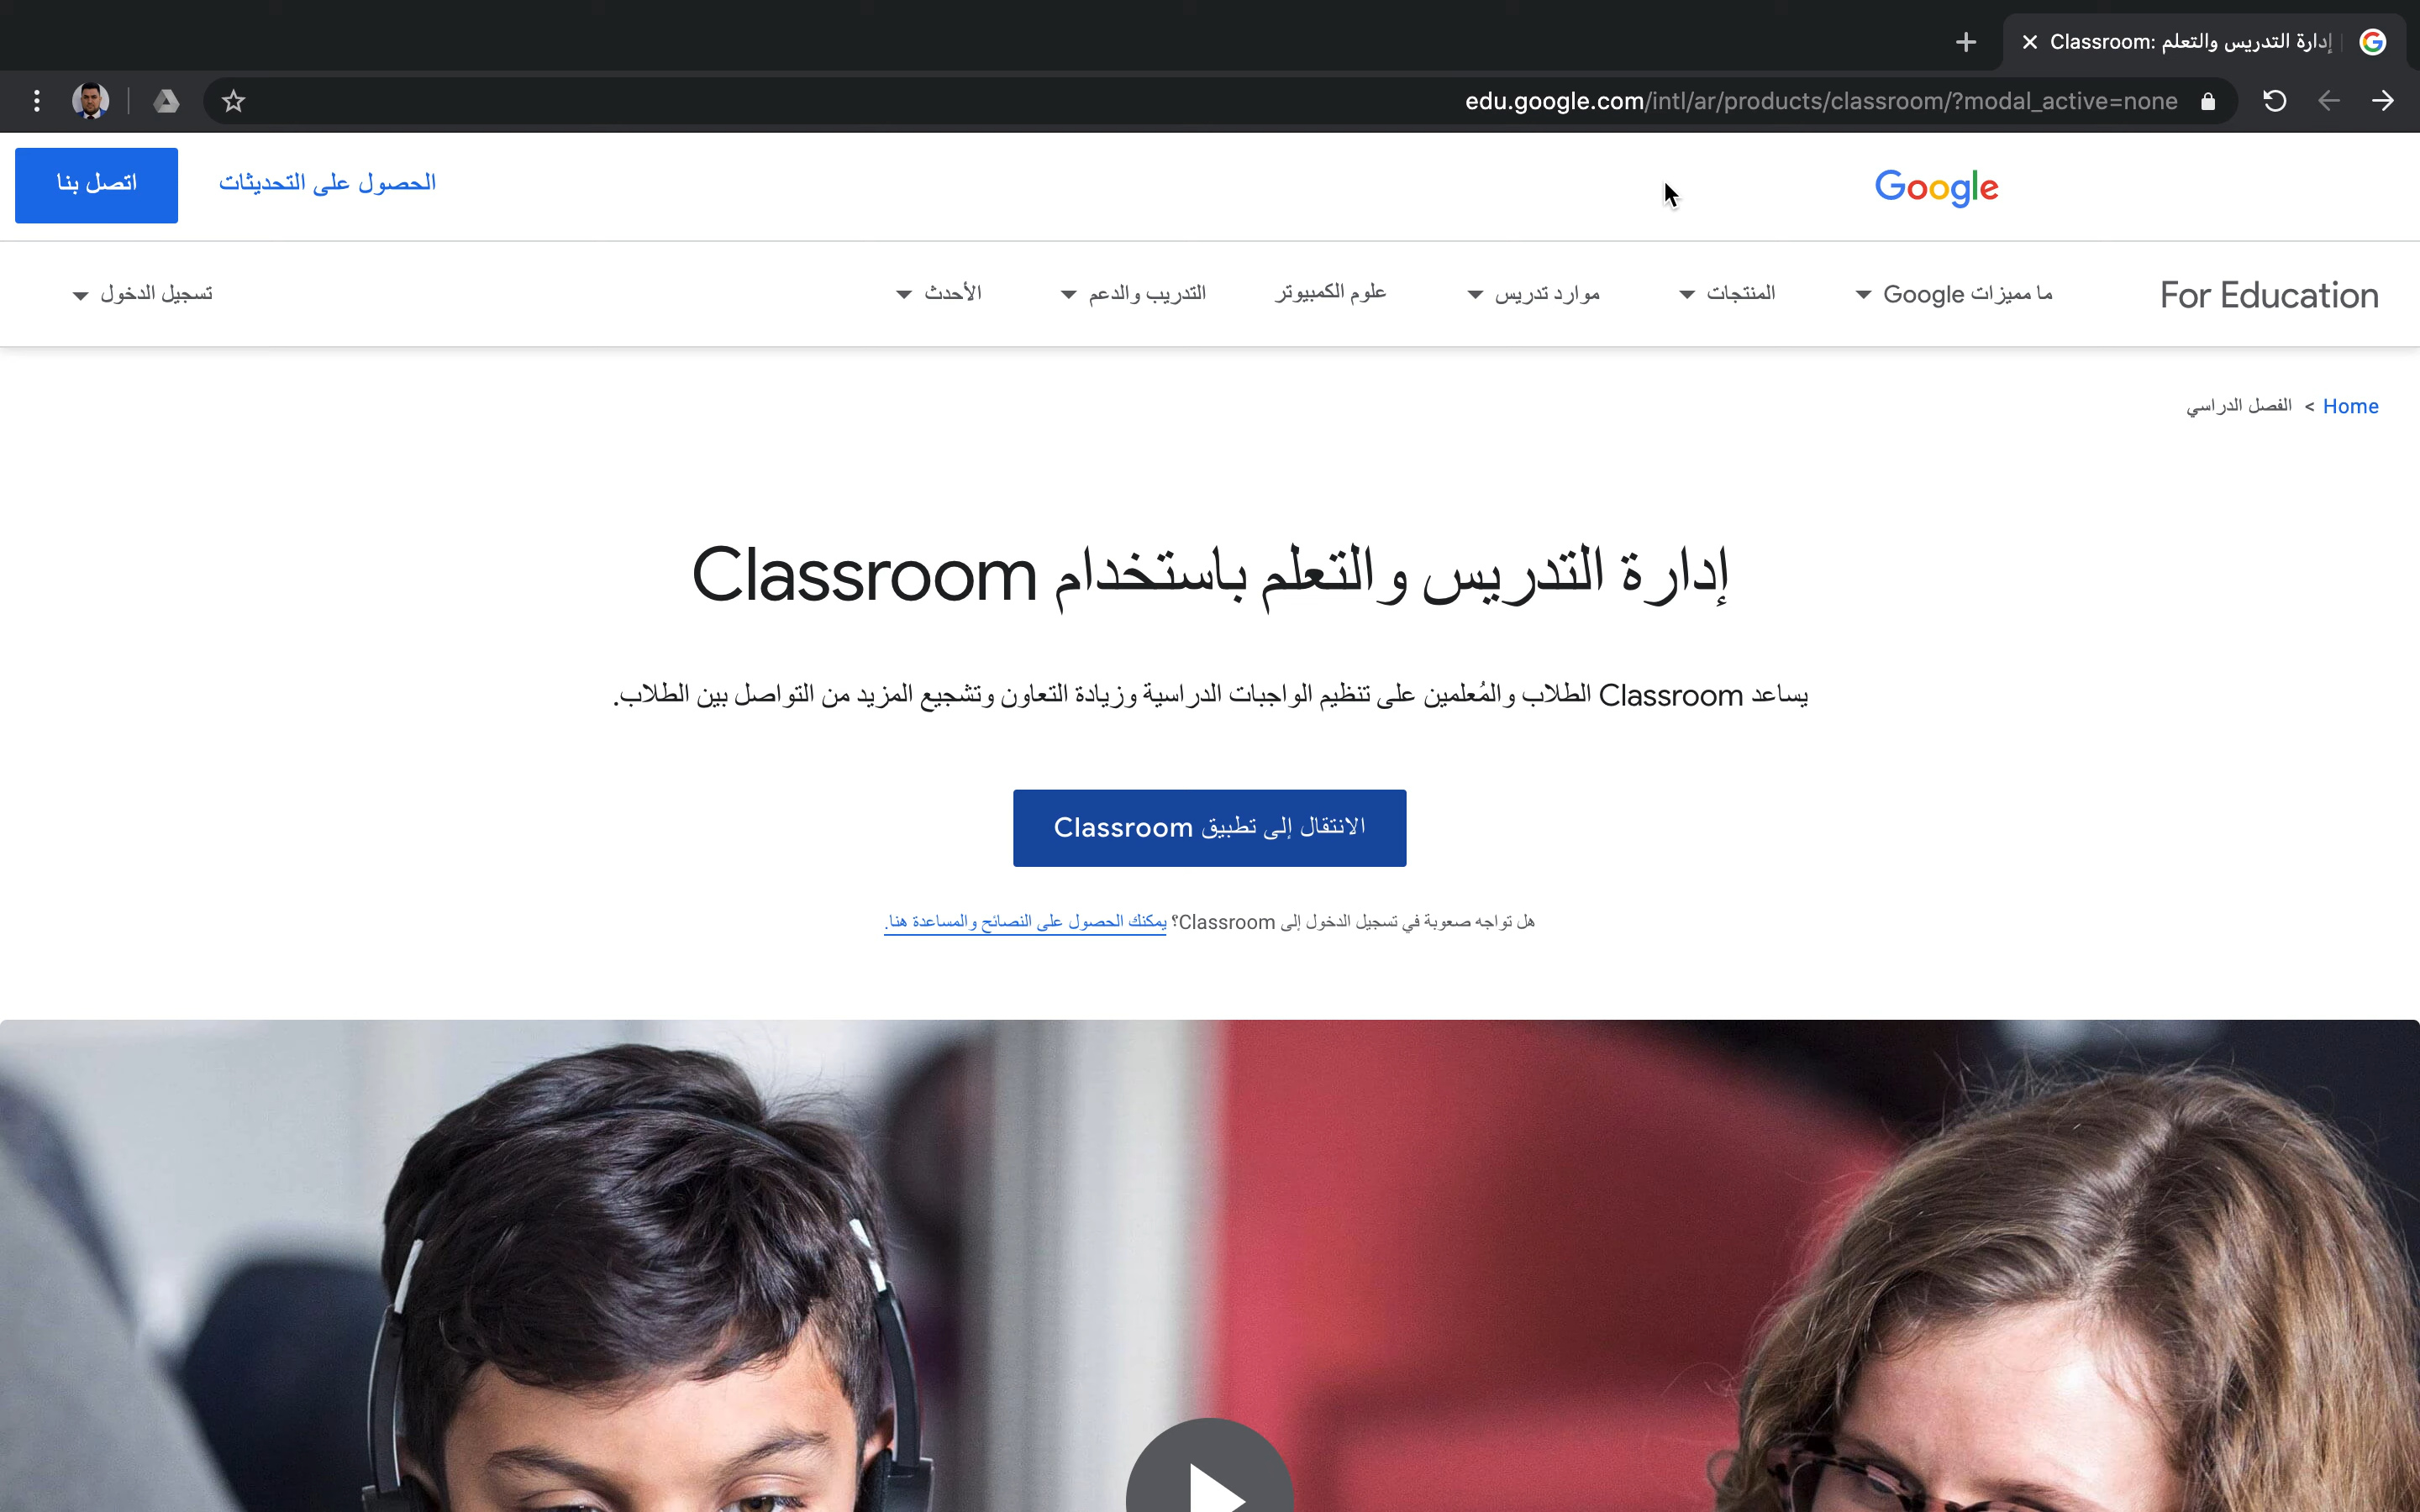 Classroom: إدارة التدريس والتعلم
edu.google.com/intl/ar/products/classroom/?modal_active=none
Google
الحصول على التحديثات
اتصل بنا
For Education
ما مميزات Google
المنتجات
موارد تدريس
علوم الكمبيوتر
التدريب والدعم
الأحدث
تسجيل الدخول
Home > الفصل الدراسي
إدارة التدريس والتعلم باستخدام Classroom
يساعد Classroom الطلاب والمُعلمين على تنظيم الواجبات الدراسية وزيادة التعاون وتشجيع المزيد من التواصل بين الطلاب.
الانتقال إلى تطبيق Classroom
هل تواجه صعوبة في تسجيل الدخول إلى Classroom؟ يمكنك الحصول على النصائح والمساعدة هنا.